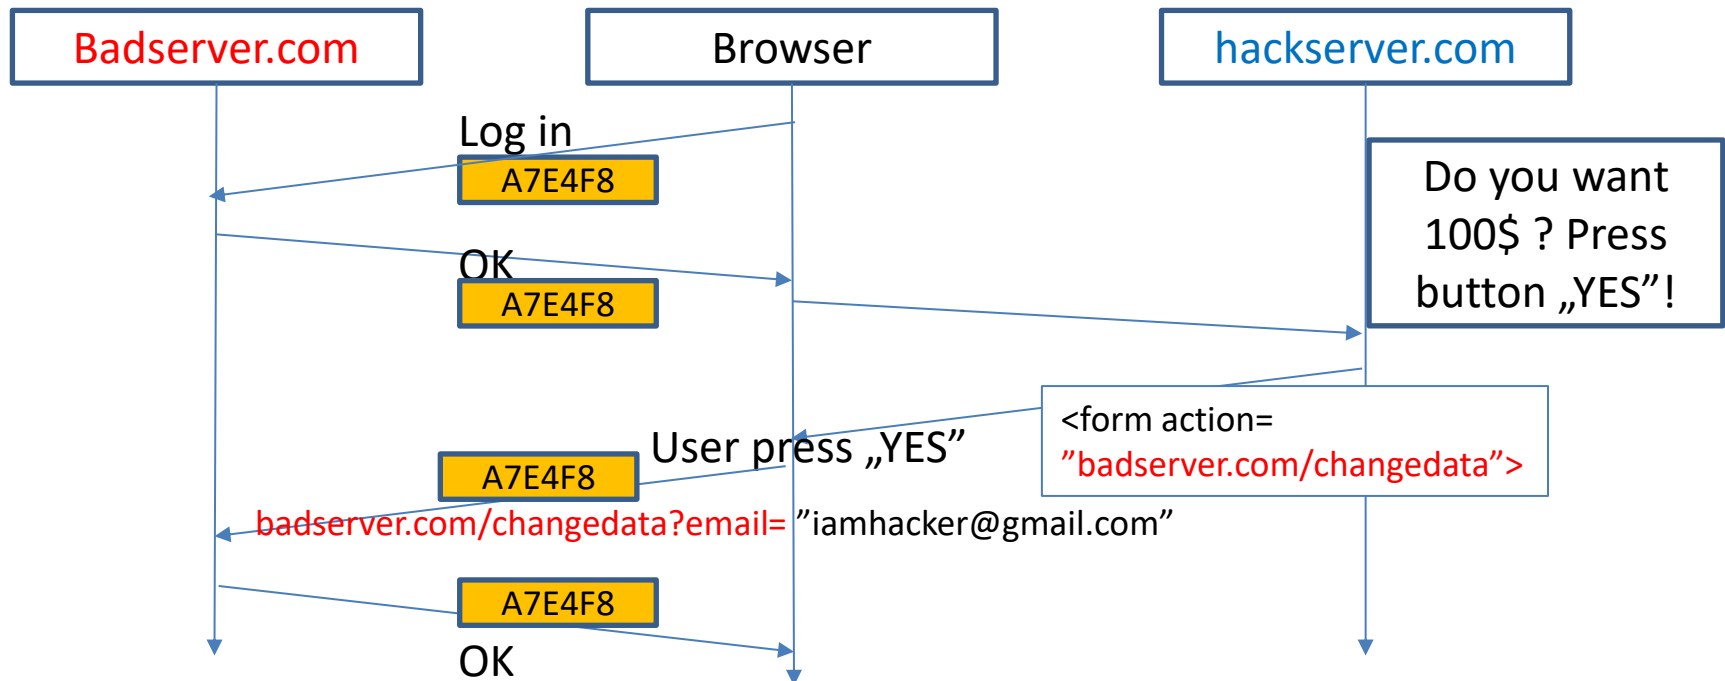 Badserver.com
Browser
hackserver.com
Log in
A7E4F8
Do you want
100$ ? Press
button „YES”!
OK
A7E4F8
<form action=
”badserver.com/changedata”>
User press „YES”
A7E4F8
badserver.com/changedata?email= ”iamhacker@gmail.com”
A7E4F8
OK